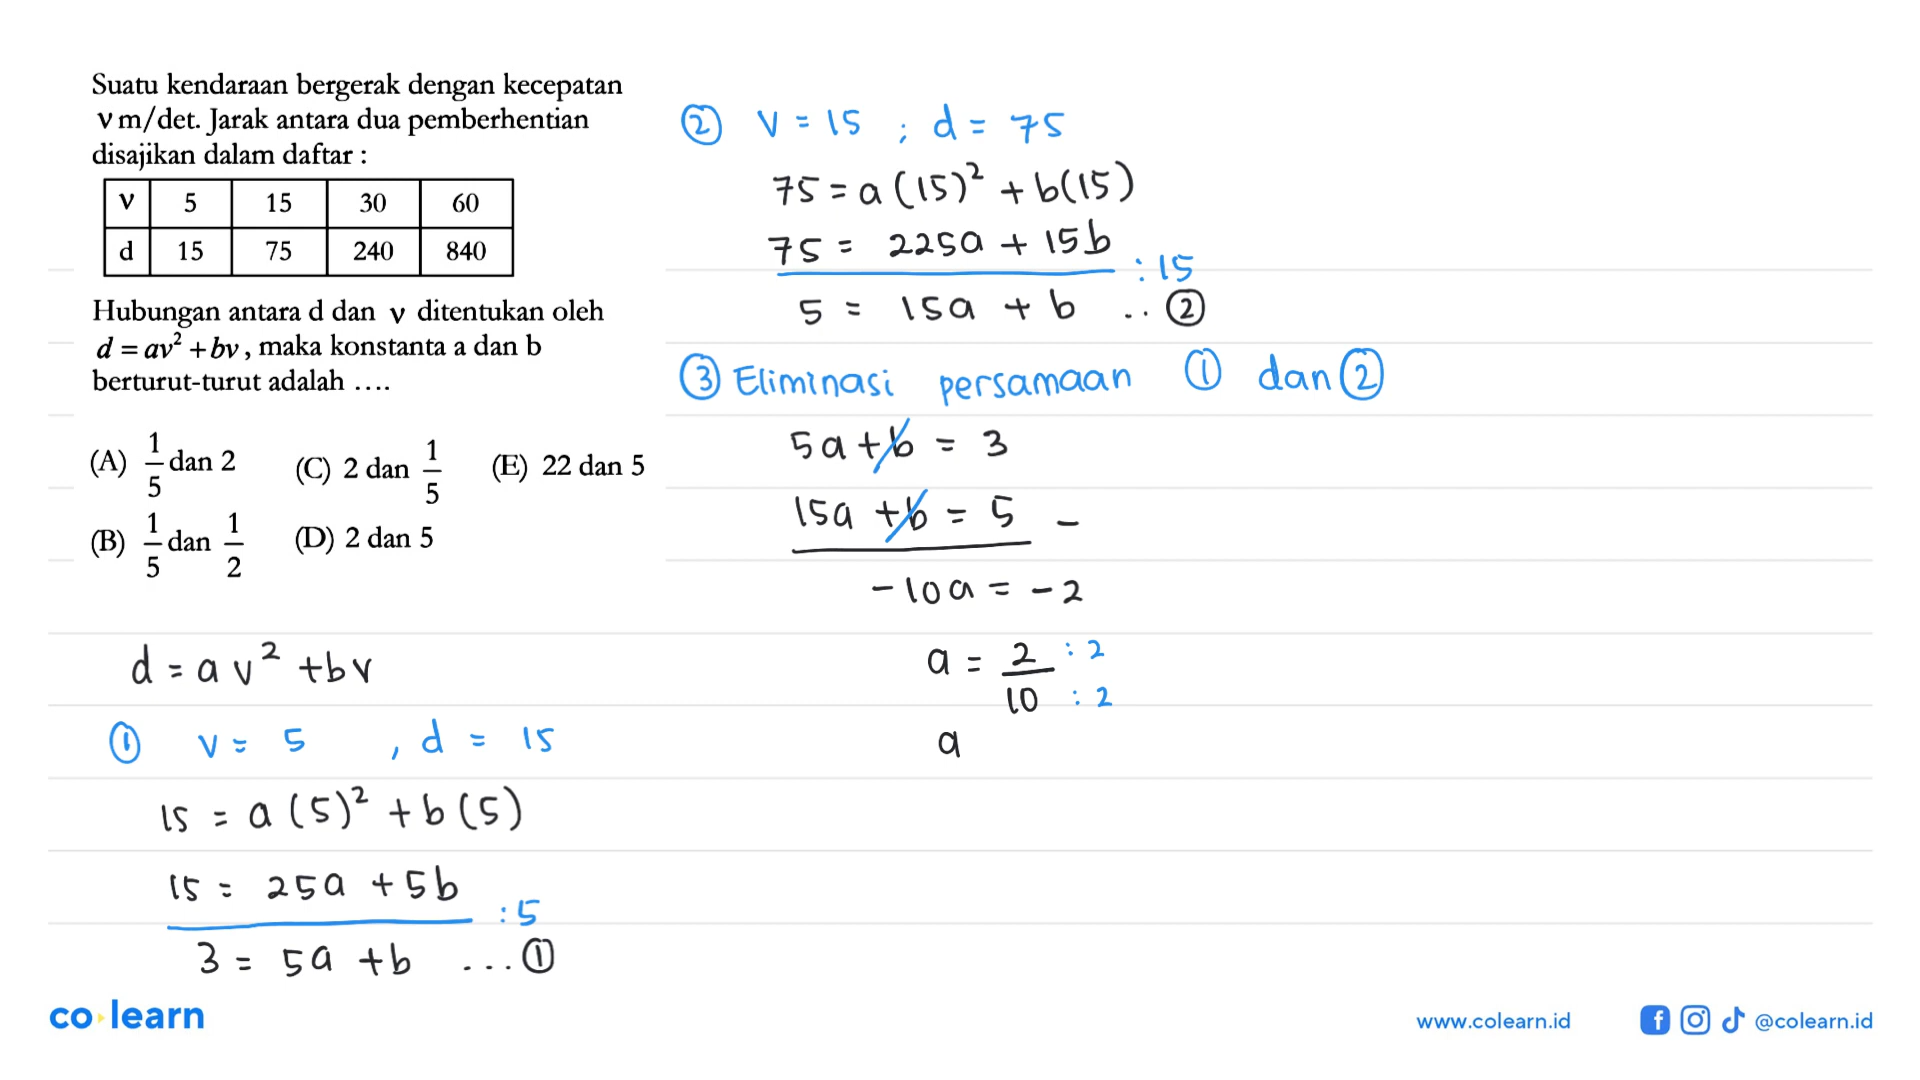 Suatu kendaraan bergerak dengan kecepatan
v m/det. Jarak antara dua pemberhentian
disajikan dalam daftar :
v 5 15 30 60
d 15 75 240 840
Hubungan antara d dan v ditentukan oleh
d = av² + bv, maka konstanta a dan b
berturut-turut adalah ....
(A) 1/5 dan 2 (C) 2 dan 1/5 (E) 22 dan 5
(B) 1/5 dan 1/2 (D) 2 dan 5
d = av² + bv
① v = 5 , d = 15
15 = a(5)² + b(5)
15 = 25a + 5b
: 5
3 = 5a + b ... ①
② v = 15 ; d = 75
75 = a(15)² + b(15)
75 = 225a + 15b
: 15
5 = 15a + b .. ②
③ Eliminasi persamaan ① dan ②
5a + b = 3
15a + b = 5 -
-10a = -2
a = 2/10 : 2 : 2
a
co learn
www.colearn.id
@colearn.id